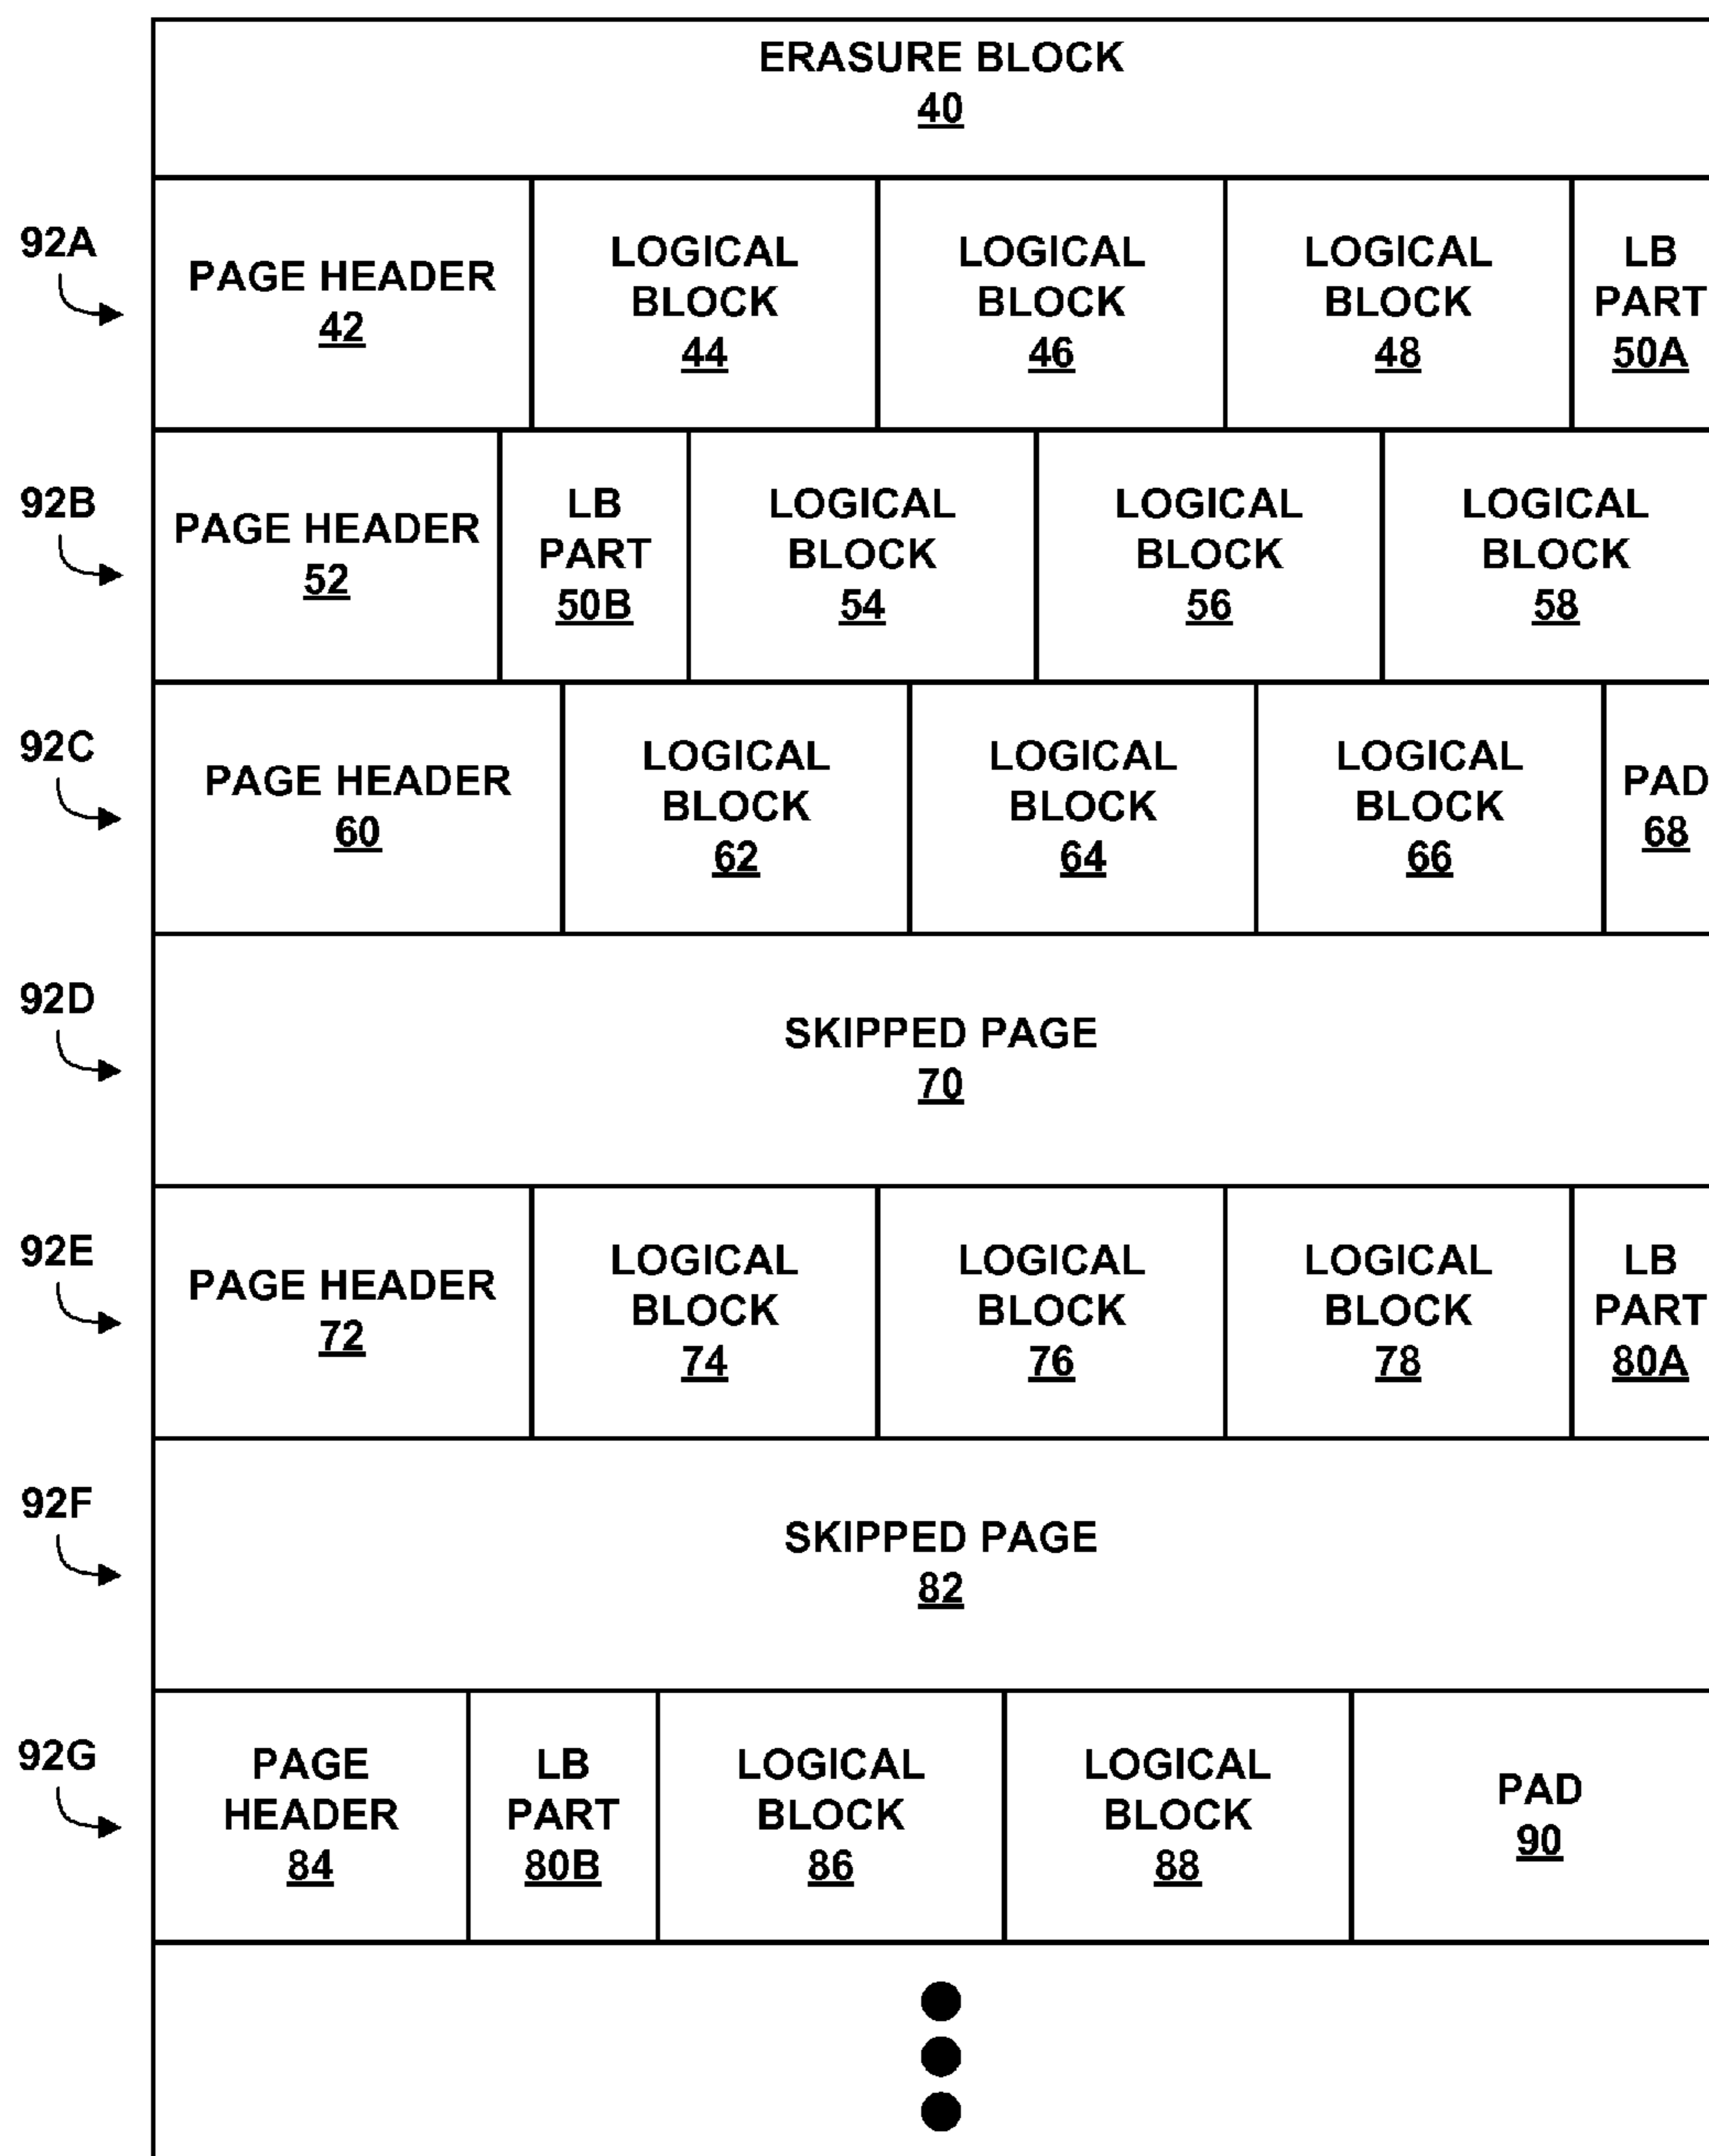 ERASURE BLOCK
40
92A
PAGE HEADER
42
LOGICAL
BLOCK
44
LOGICAL
BLOCK
46
LOGICAL
BLOCK
48
LB
PART
50A
92B
PAGE HEADER
52
LB
PART
50B
LOGICAL
BLOCK
54
LOGICAL
BLOCK
56
LOGICAL
BLOCK
58
92C
PAGE HEADER
60
LOGICAL
BLOCK
62
LOGICAL
BLOCK
64
LOGICAL
BLOCK
66
PAD
68
92D
SKIPPED PAGE
70
92E
PAGE HEADER
72
LOGICAL
BLOCK
74
LOGICAL
BLOCK
76
LOGICAL
BLOCK
78
LB
PART
80A
92F
SKIPPED PAGE
82
92G
PAGE
HEADER
84
LB
PART
80B
LOGICAL
BLOCK
86
LOGICAL
BLOCK
88
PAD
90